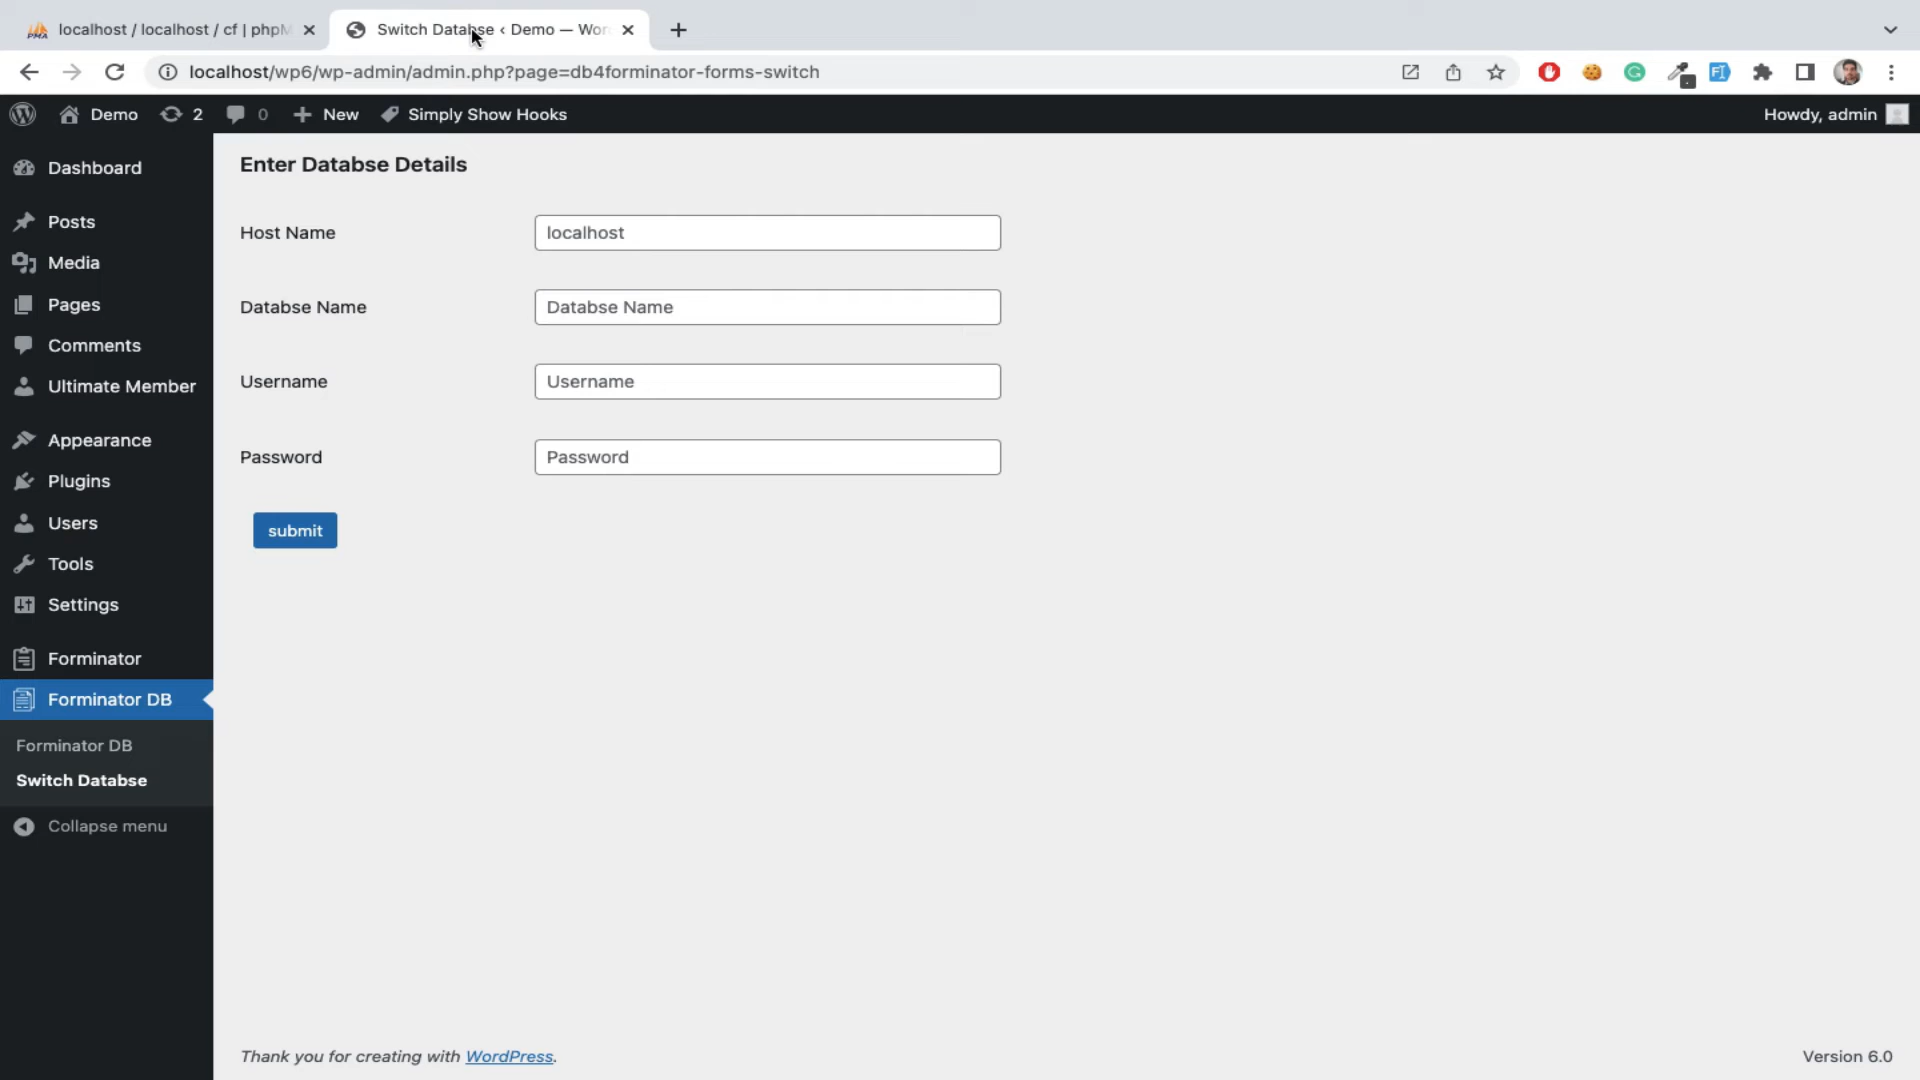 localhost / localhost / cf | phpM
Switch Databse ‹ Demo — Wor
localhost/wp6/wp-admin/admin.php?page=db4forminator-forms-switch
Demo
2
0
New
Simply Show Hooks
Howdy, admin
Dashboard
Posts
Media
Pages
Comments
Ultimate Member
Appearance
Plugins
Users
Tools
Settings
Forminator
Forminator DB
Forminator DB
Switch Databse
Collapse menu
Enter Databse Details
Host Name
localhost
Databse Name
Databse Name
Username
Username
Password
Password
submit
Thank you for creating with WordPress.
Version 6.0